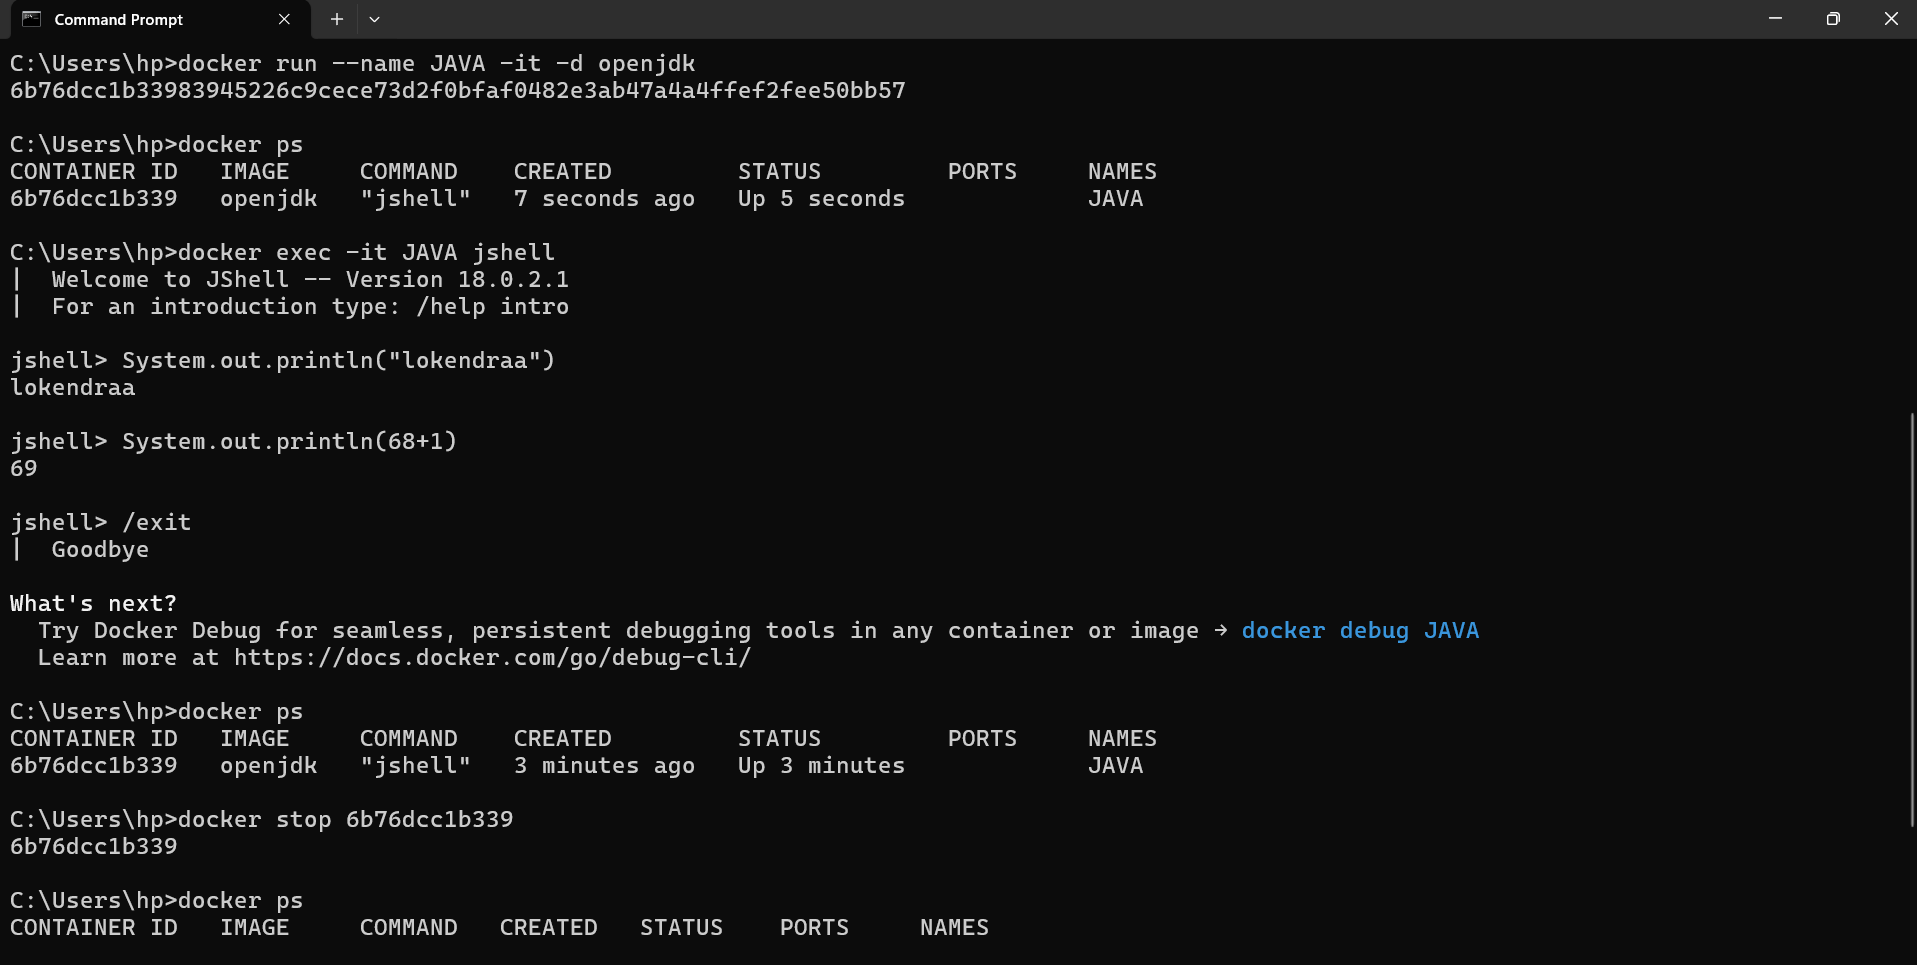 Command Prompt
C:\Users\hp>docker run --name JAVA -it -d openjdk
6b76dcc1b33983945226c9cece73d2f0bfaf0482e3ab47a4a4ffef2fee50bb57
C:\Users\hp>docker ps
CONTAINER ID   IMAGE     COMMAND    CREATED         STATUS         PORTS     NAMES
6b76dcc1b339   openjdk   "jshell"   7 seconds ago   Up 5 seconds             JAVA
C:\Users\hp>docker exec -it JAVA jshell
|  Welcome to JShell -- Version 18.0.2.1
|  For an introduction type: /help intro
jshell> System.out.println("lokendraa")
lokendraa
jshell> System.out.println(68+1)
69
jshell> /exit
|  Goodbye
What's next?
  Try Docker Debug for seamless, persistent debugging tools in any container or image → docker debug JAVA
  Learn more at https://docs.docker.com/go/debug-cli/
C:\Users\hp>docker ps
CONTAINER ID   IMAGE     COMMAND    CREATED         STATUS         PORTS     NAMES
6b76dcc1b339   openjdk   "jshell"   3 minutes ago   Up 3 minutes             JAVA
C:\Users\hp>docker stop 6b76dcc1b339
6b76dcc1b339
C:\Users\hp>docker ps
CONTAINER ID   IMAGE     COMMAND   CREATED   STATUS    PORTS     NAMES